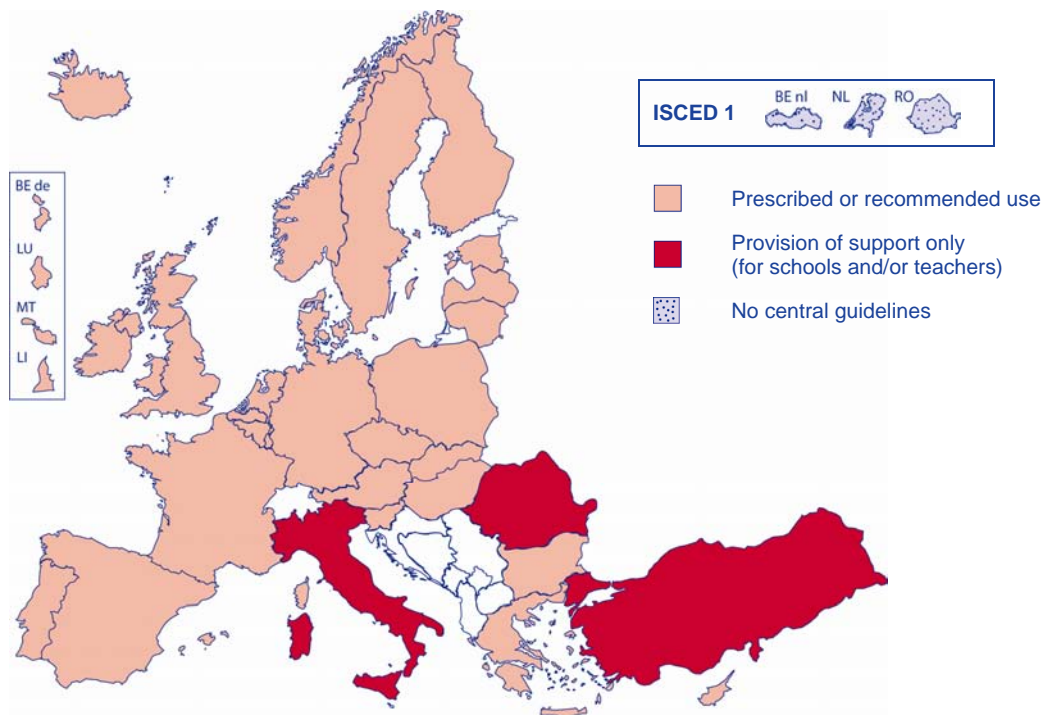 ISCED 1
BE nl NL RO
BE de
LU
MT
LI
Prescribed or recommended use
Provision of support only
(for schools and/or teachers)
No central guidelines